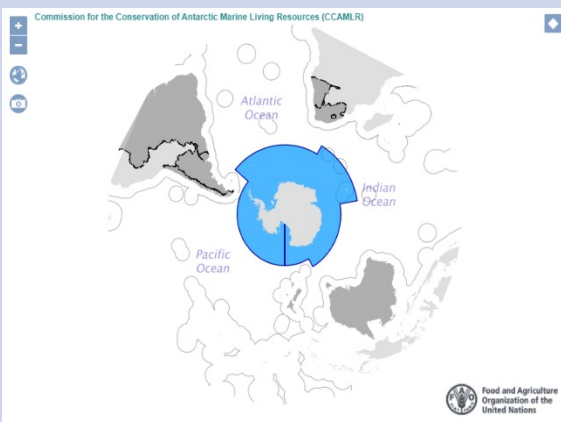 Commission for the Conservation of Antarctic Marine Living Resources (CCAMLR)
+
−
Atlantic
Ocean
Indian
Ocean
Pacific
Ocean
FAO
Food and Agriculture
Organization of the
United Nations